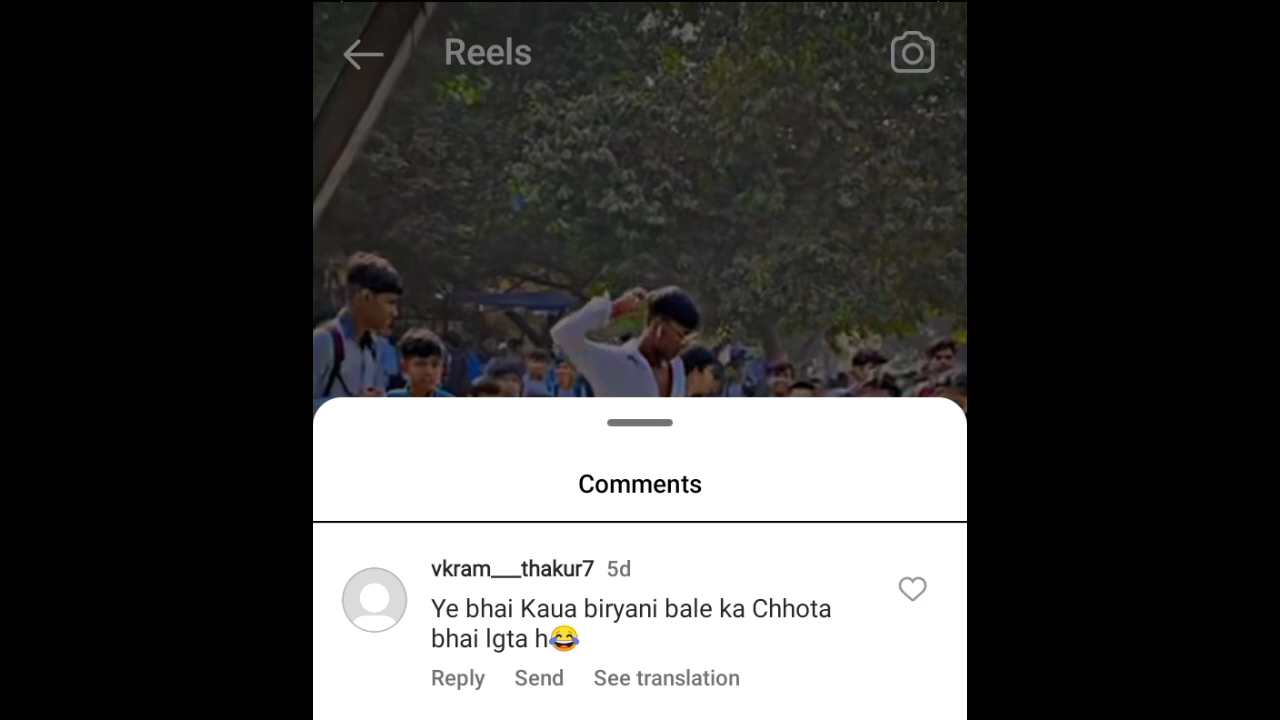 Reels
Comments
vkram___thakur7 5d
Ye bhai Kaua biryani bale ka Chhota
bhai lgta h😂
Reply Send See translation